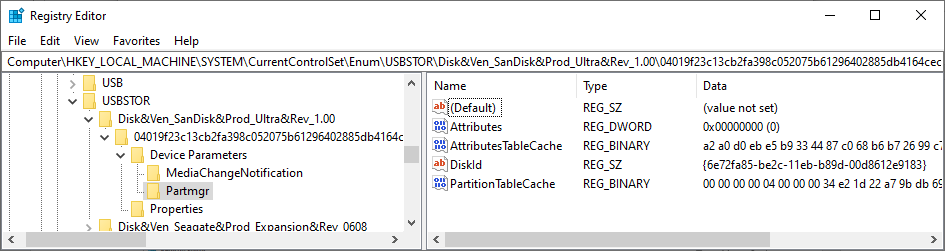 Registry Editor
File Edit View Favorites Help
Computer\HKEY_LOCAL_MACHINE\SYSTEM\CurrentControlSet\Enum\USBSTOR\Disk&Ven_SanDisk&Prod_Ultra&Rev_1.00\04019f23c13cb2fa398c052075b61296402885db4164cec
USB
USBSTOR
Disk&Ven_SanDisk&Prod_Ultra&Rev_1.00
04019f23c13cb2fa398c052075b61296402885db4164c
Device Parameters
MediaChangeNotification
Partmgr
Properties
Disk&Ven_Seagate&Prod_Expansion&Rev_0608
Name Type Data
(Default) REG_SZ (value not set)
Attributes REG_DWORD 0x00000000 (0)
AttributesTableCache REG_BINARY a2 a0 d0 eb e5 b9 33 44 87 c0 68 b6 b7 26 99 c7
DiskId REG_SZ {6e72fa85-be2c-11eb-b89d-00d8612e9183}
PartitionTableCache REG_BINARY 00 00 00 00 04 00 00 00 34 e2 1d 22 a7 9b db 69